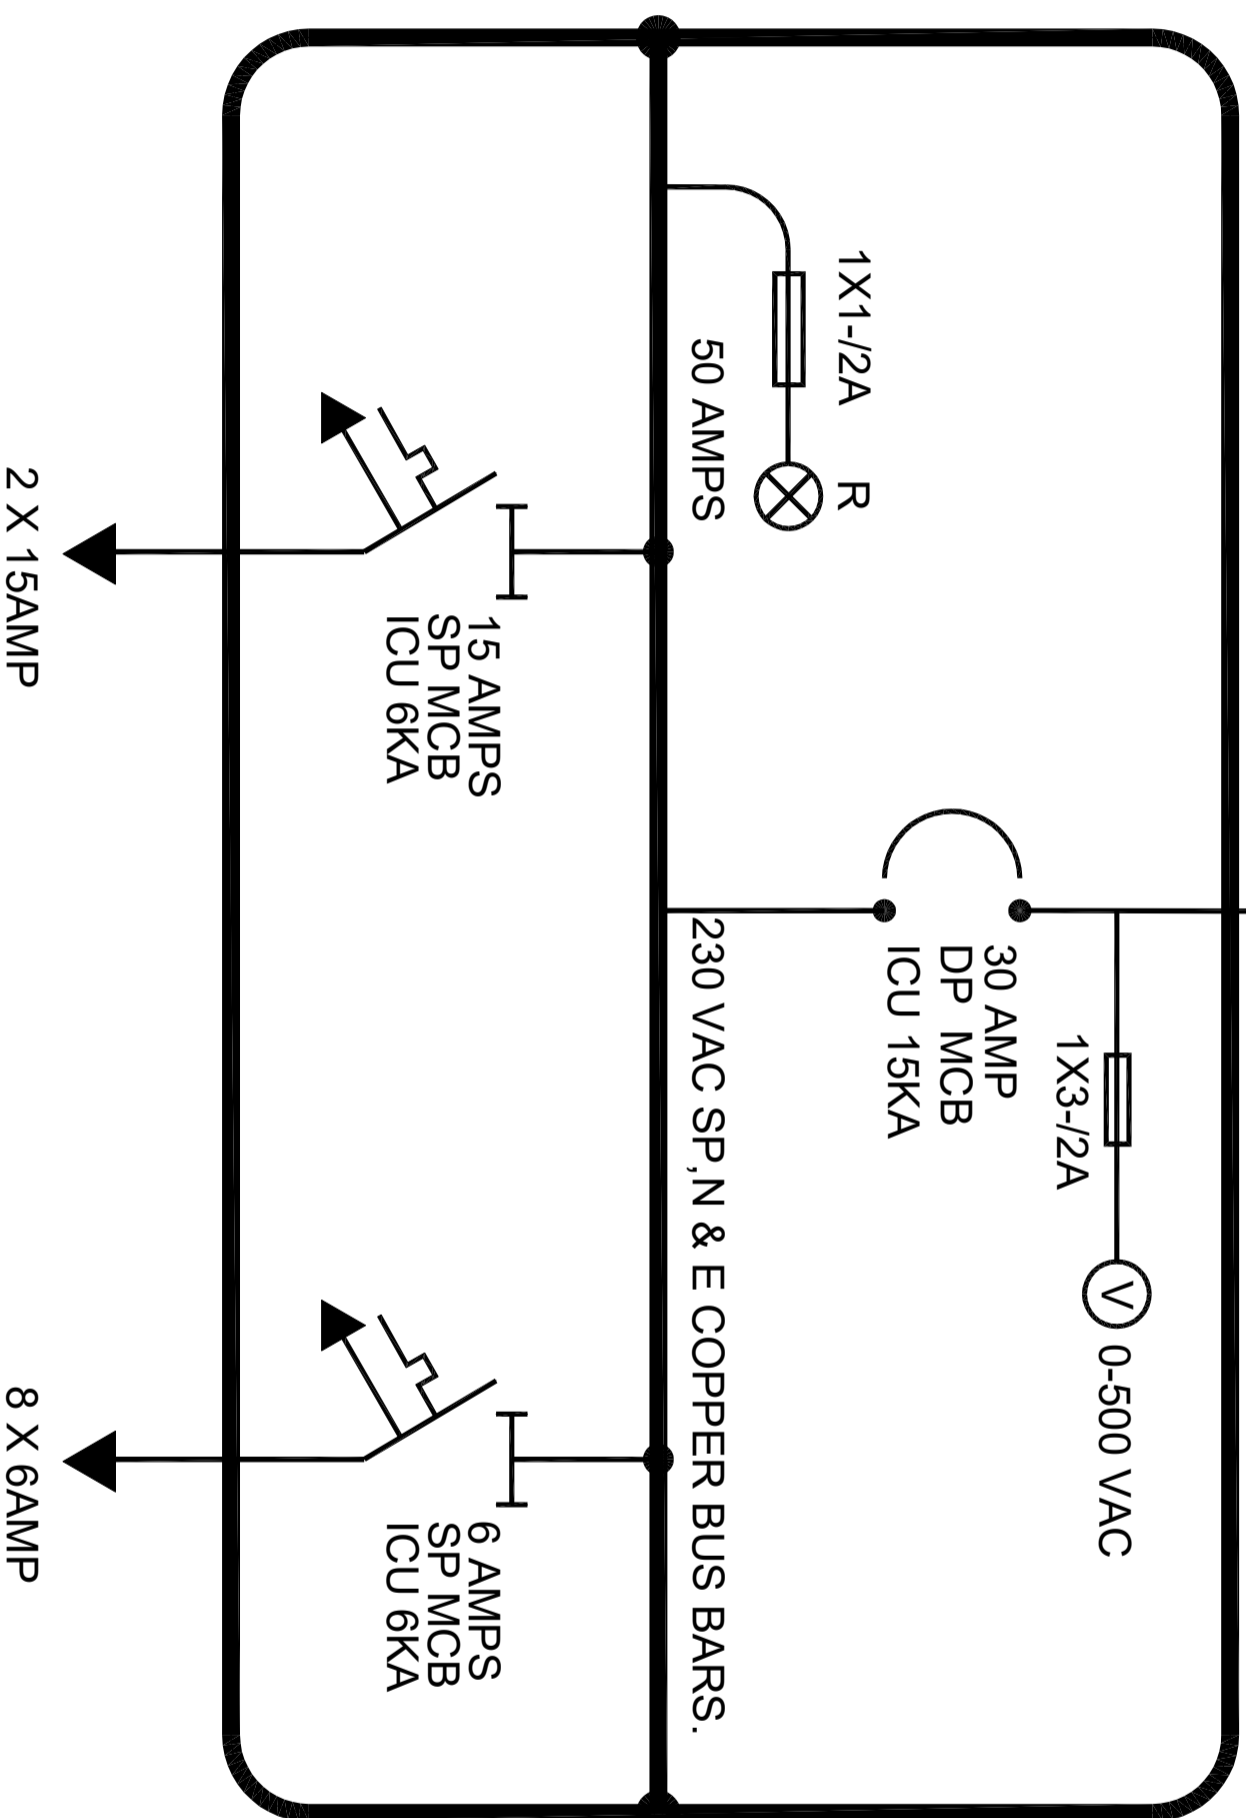 0-500 VAC
V
1X3-/2A
30 AMP
DP MCB
ICU 15KA
1X1-/2A
R
50 AMPS
230 VAC SP,N & E COPPER BUS BARS.
15 AMPS
SP MCB
ICU 6KA
6 AMPS
SP MCB
ICU 6KA
2 X 15AMP
8 X 6AMP